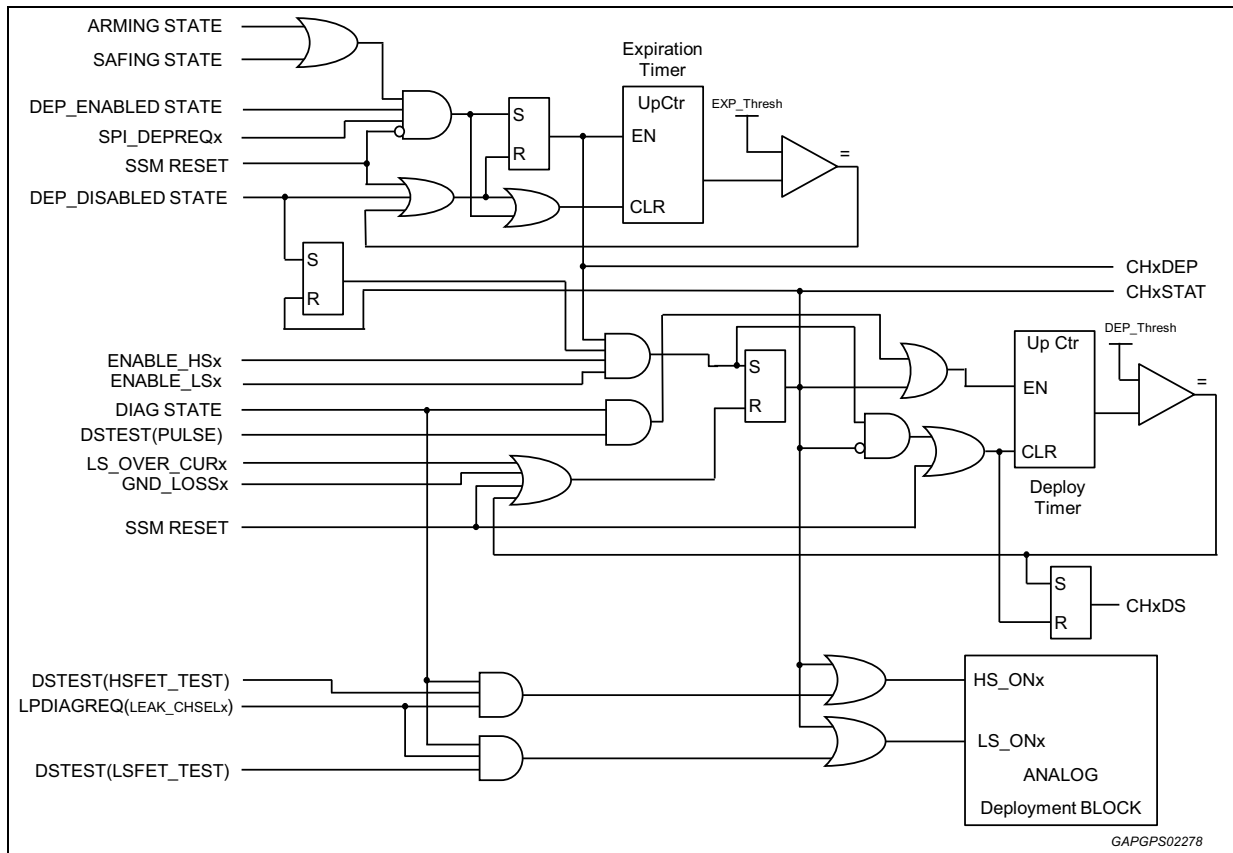 ARMING STATE
SAFING STATE
DEP_ENABLED STATE
SPI_DEPREQx
SSM RESET
DEP_DISABLED STATE
S
R
Expiration
Timer
UpCtr
EN
CLR
EXP_Thresh
=
S
R
CHxDEP
CHxSTAT
ENABLE_HSx
ENABLE_LSx
DIAG STATE
DSTEST(PULSE)
LS_OVER_CURx
GND_LOSSx
SSM RESET
S
R
Up Ctr
EN
CLR
Deploy
Timer
DEP_Thresh
=
S
R
CHxDS
DSTEST(HSFET_TEST)
LPDIAGREQ(LEAK_CHSELx)
DSTEST(LSFET_TEST)
HS_ONx
LS_ONx
ANALOG
Deployment BLOCK
GAPGPS02278